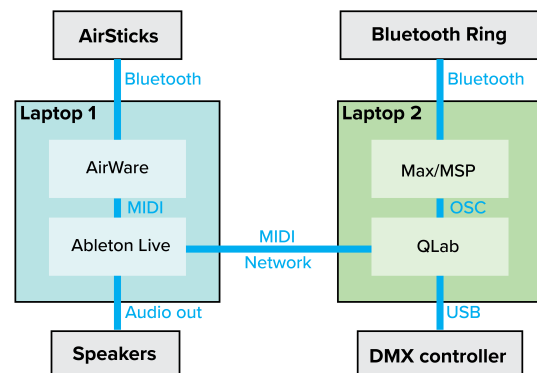 AirSticks
Bluetooth Ring
Bluetooth
Bluetooth
Laptop 1
Laptop 2
AirWare
Max/MSP
MIDI
OSC
Ableton Live
MIDI
Network
QLab
Audio out
USB
Speakers
DMX controller